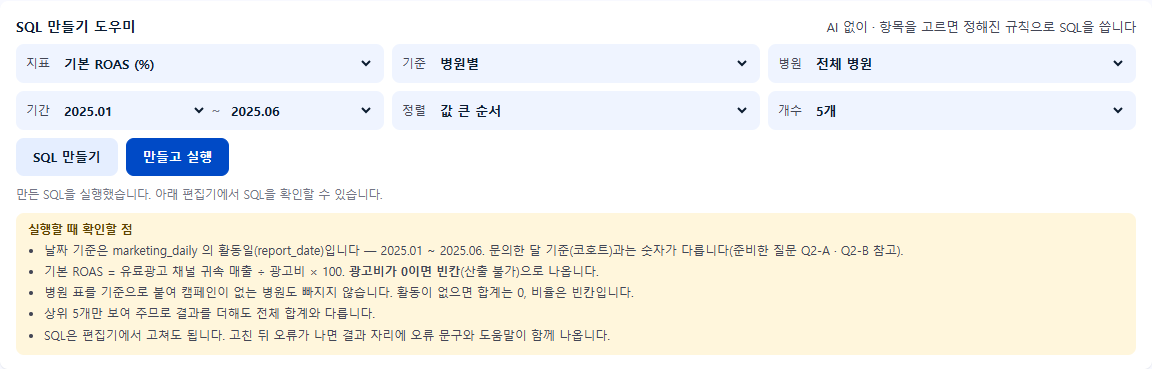 SQL 만들기 도우미
AI 없이 · 항목을 고르면 정해진 규칙으로 SQL을 씁니다
지표 기본 ROAS (%)
기준 병원별
병원 전체 병원
기간 2025.01 ~ 2025.06
정렬 값 큰 순서
개수 5개
SQL 만들기
만들고 실행
만든 SQL을 실행했습니다. 아래 편집기에서 SQL을 확인할 수 있습니다.
실행할 때 확인할 점
• 날짜 기준은 marketing_daily 의 활동일(report_date)입니다 — 2025.01 ~ 2025.06. 문의한 달 기준(코호트)과는 숫자가 다릅니다(준비한 질문 Q2-A · Q2-B 참고).
• 기본 ROAS = 유료광고 채널 귀속 매출 ÷ 광고비 × 100. 광고비가 0이면 빈칸(산출 불가)으로 나옵니다.
• 병원 표를 기준으로 붙여 캠페인이 없는 병원도 빠지지 않습니다. 활동이 없으면 합계는 0, 비율은 빈칸입니다.
• 상위 5개만 보여 주므로 결과를 더해도 전체 합계와 다릅니다.
• SQL은 편집기에서 고쳐도 됩니다. 고친 뒤 오류가 나면 결과 자리에 오류 문구와 도움말이 함께 나옵니다.